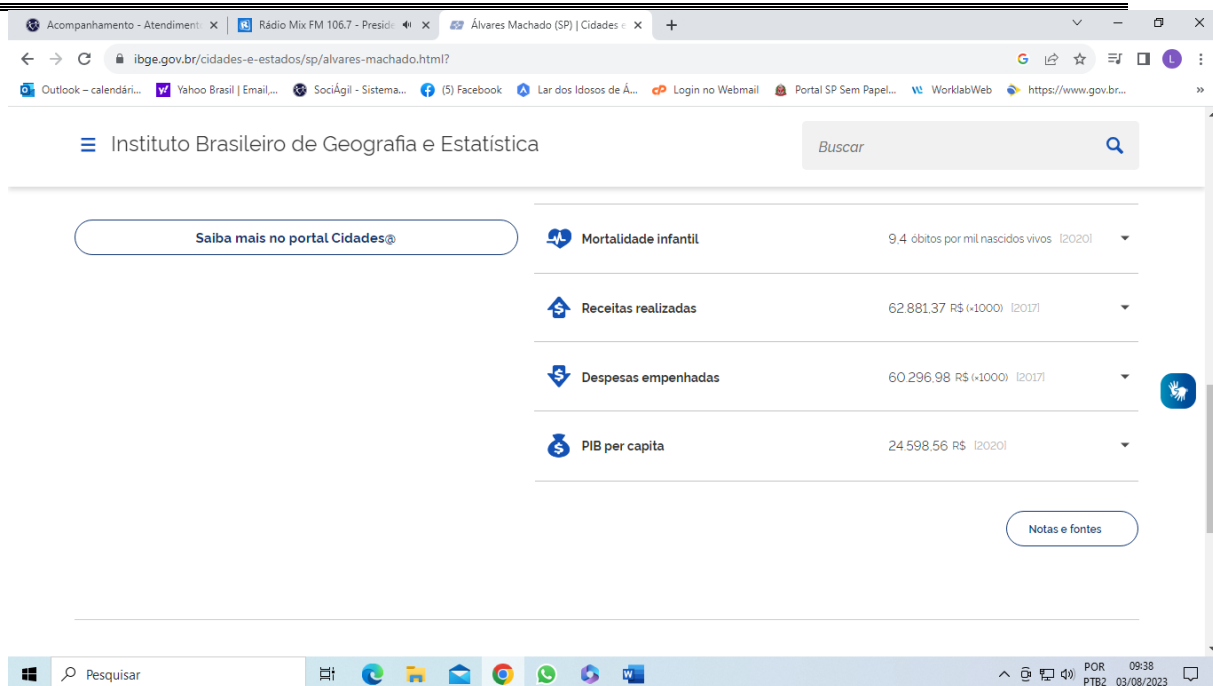 Acompanhamento - Atendiment
Rádio Mix FM 106.7 - Preside
Álvares Machado (SP) | Cidades e
ibge.gov.br/cidades-e-estados/sp/alvares-machado.html?
G
L
Outlook – calendári... Yahoo Brasil | Email,... SociÁgil - Sistema... (5) Facebook Lar dos Idosos de Á... cP Login no Webmail Portal SP Sem Papel... WorklabWeb https://www.gov.br... »
Instituto Brasileiro de Geografia e Estatística
Buscar
Saiba mais no portal Cidades@
Mortalidade infantil 9,4 óbitos por mil nascidos vivos [2020]
Receitas realizadas 62.881,37 R$ (×1000) [2017]
Despesas empenhadas 60.296,98 R$ (×1000) [2017]
PIB per capita 24.598,56 R$ [2020]
Notas e fontes
Pesquisar
POR 09:38
PTB2 03/08/2023